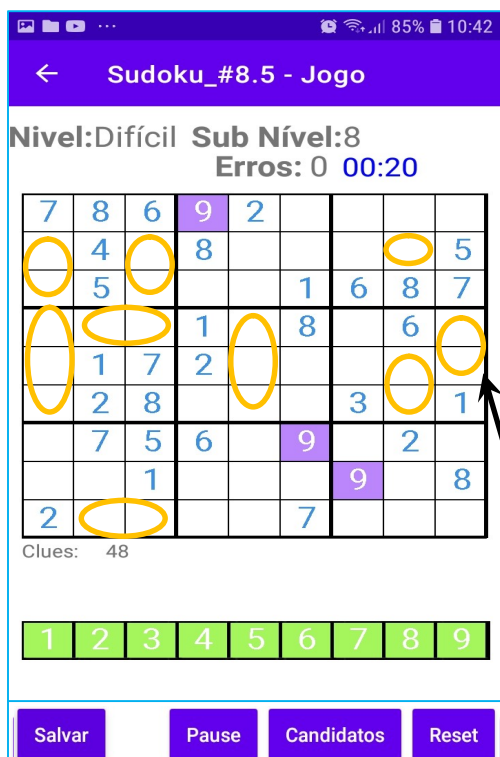 85% 10:42
Sudoku_#8.5 - Jogo
Nivel:Difícil Sub Nível:8
Erros: 0 00:20
7 8 6 9 2
4 8 5
5 1 6 8 7
1 8 6
1 7 2
2 8 3 1
7 5 6 9 2
1 9 8
2 7
Clues: 48
1 2 3 4 5 6 7 8 9
Salvar Pause Candidatos Reset